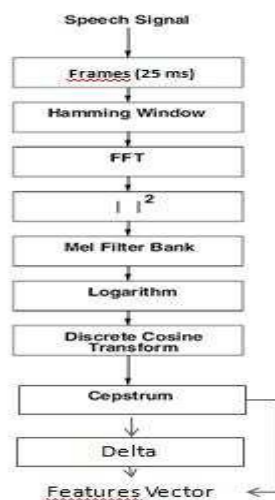 Speech Signal
Frames (25 ms)
Hamming Window
FFT
| |²
Mel Filter Bank
Logarithm
Discrete Cosine
Transform
Cepstrum
Delta
Features Vector